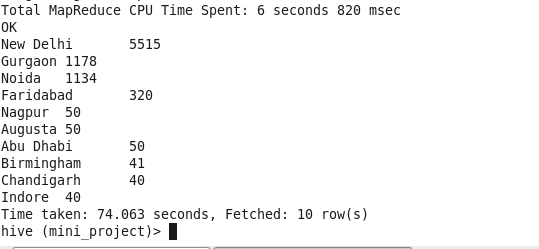 Total MapReduce CPU Time Spent: 6 seconds 820 msec
OK
New Delhi       5515
Gurgaon 1178
Noida   1134
Faridabad       320
Nagpur  50
Augusta 50
Abu Dhabi       50
Birmingham      41
Chandigarh      40
Indore  40
Time taken: 74.063 seconds, Fetched: 10 row(s)
hive (mini_project)>